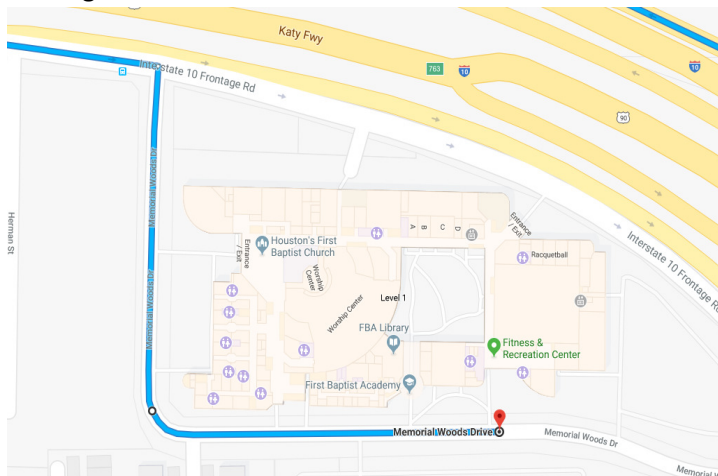 Katy Fwy
Interstate 10 Frontage Rd
763
10
10
90
Memorial Woods Dr
Herman St
Houston's First
Baptist Church
Entrance
/ Exit
Worship
Center
Worship Center
Level 1
A
B
C
D
Entrance
/ Exit
Racquetball
Interstate 10 Frontage Rd
Memorial Woods Dr
FBA Library
Fitness &
Recreation Center
First Baptist Academy
Memorial Woods Drive
Memorial Woods Dr